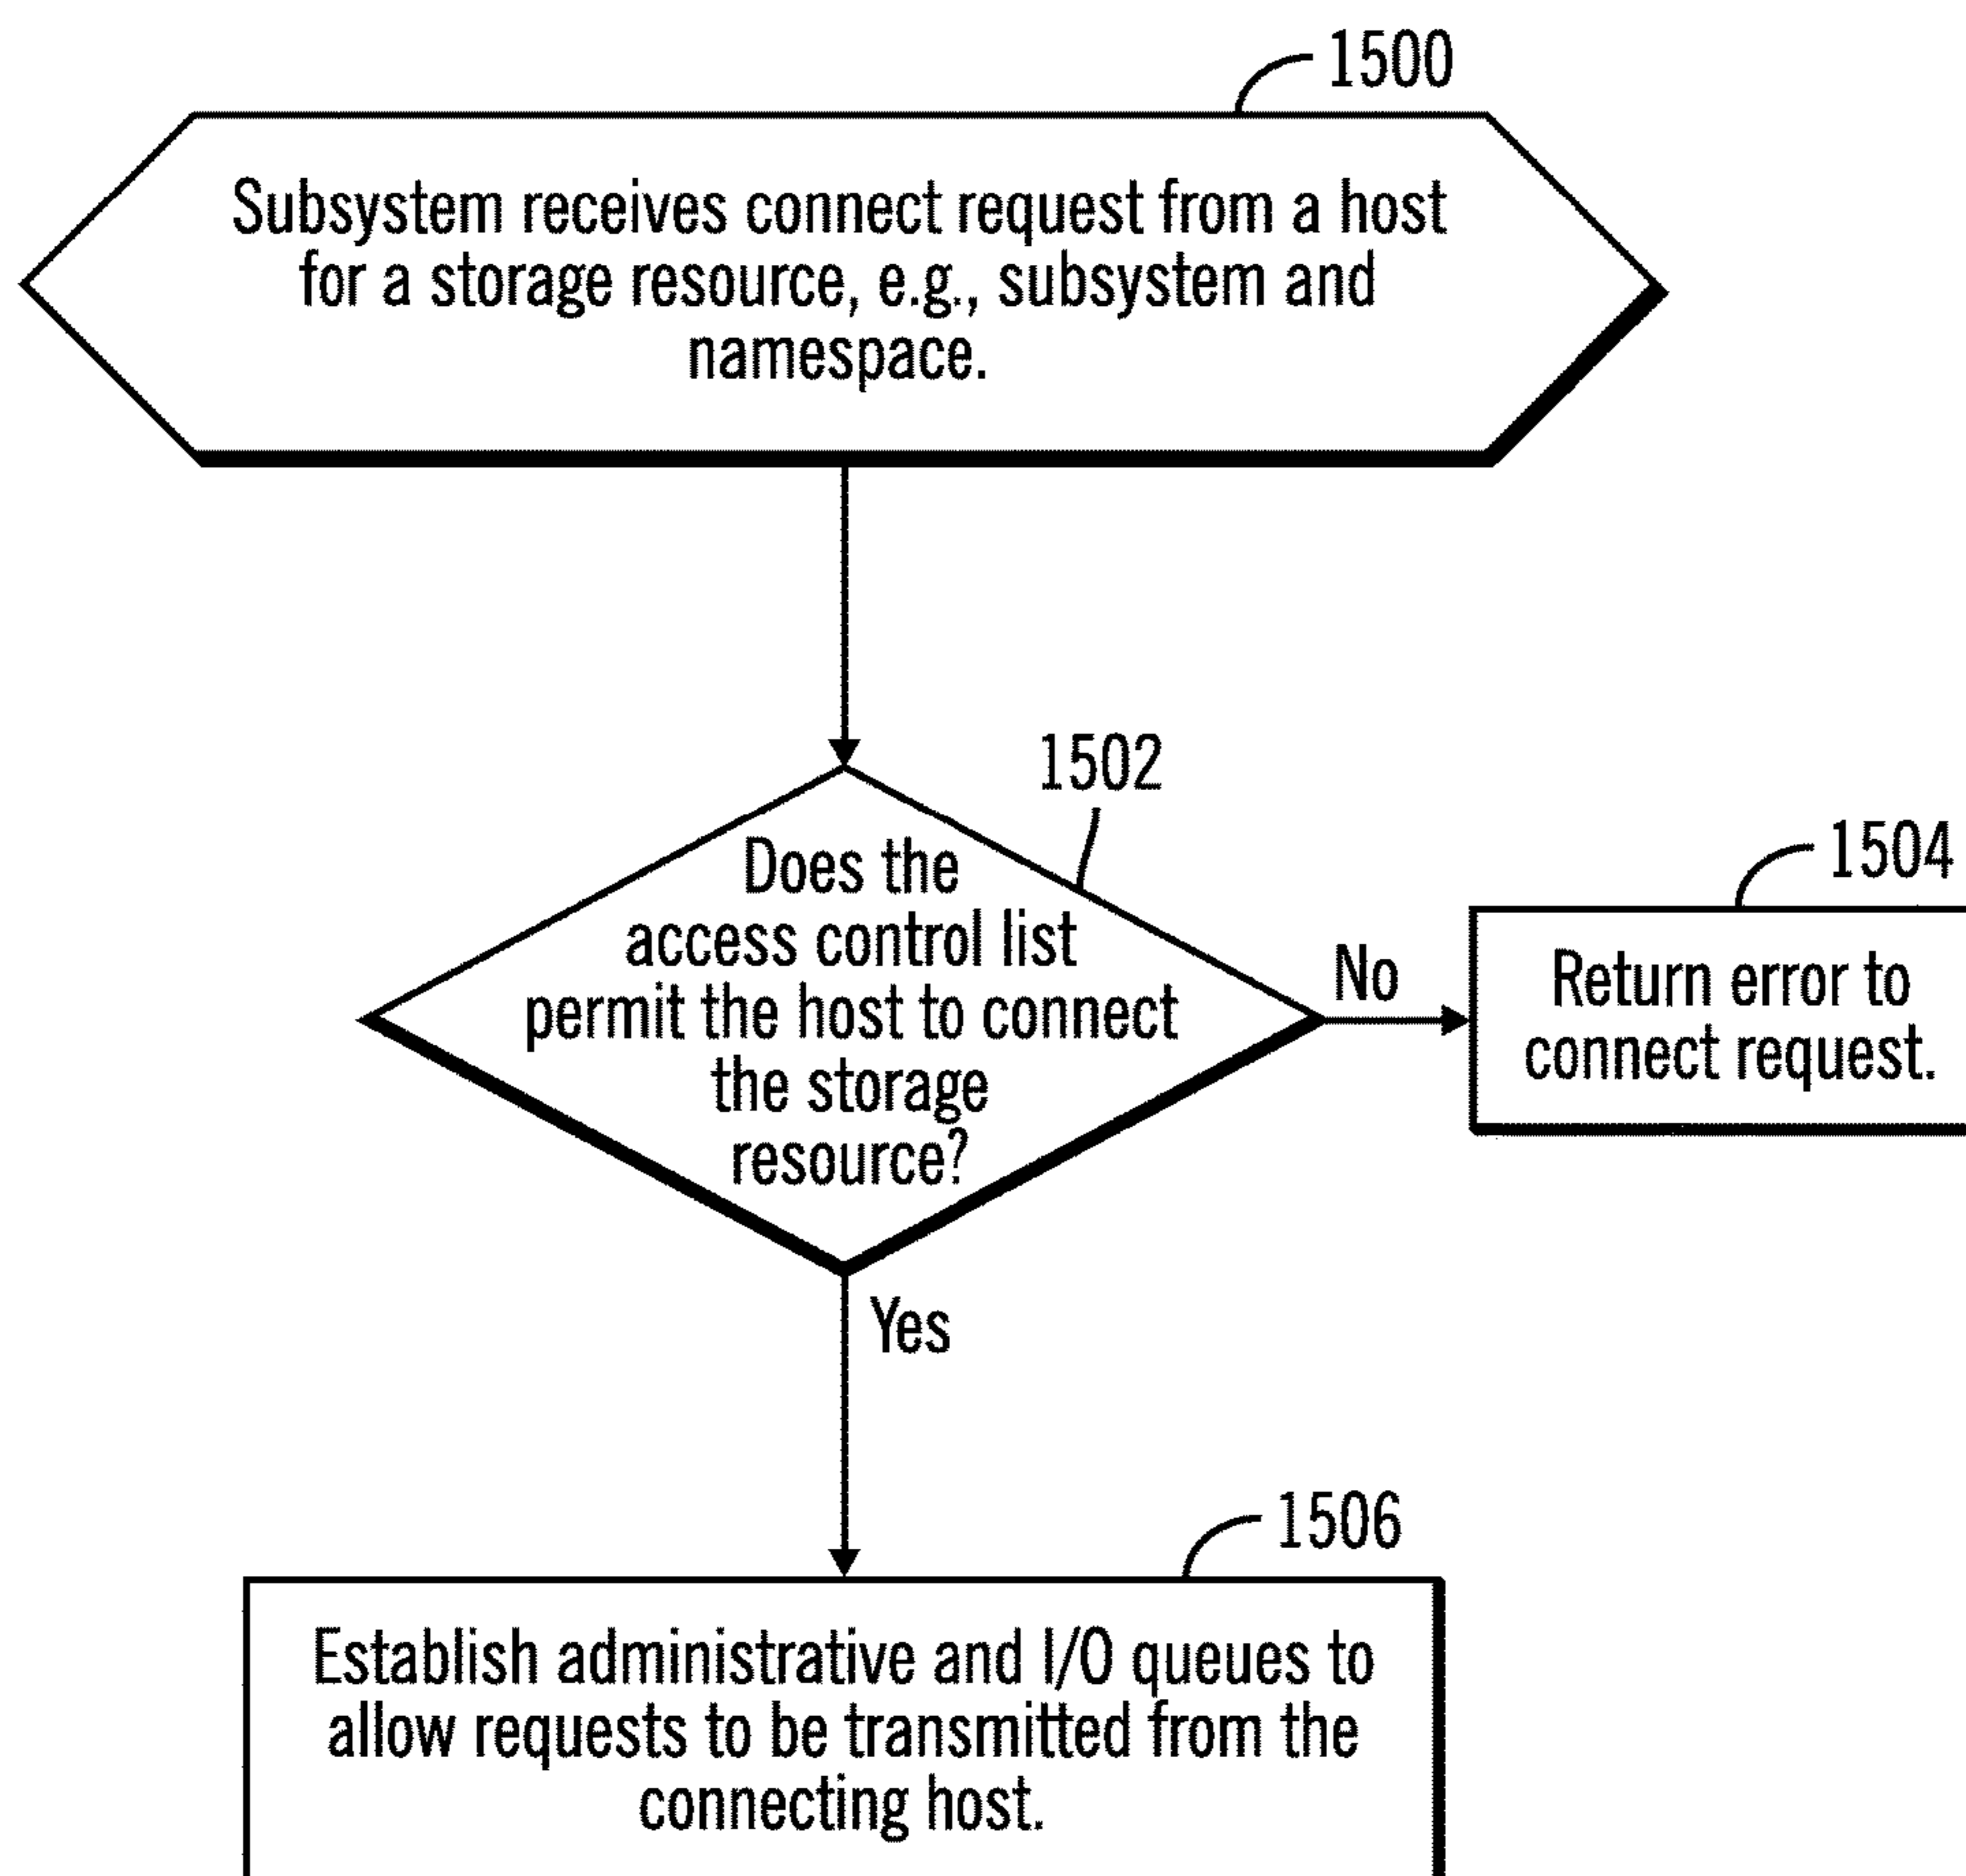 1500
Subsystem receives connect request from a host
for a storage resource, e.g., subsystem and
namespace.
1502
Does the
access control list
permit the host to connect
the storage
resource?
No
1504
Return error to
connect request.
Yes
1506
Establish administrative and I/O queues to
allow requests to be transmitted from the
connecting host.